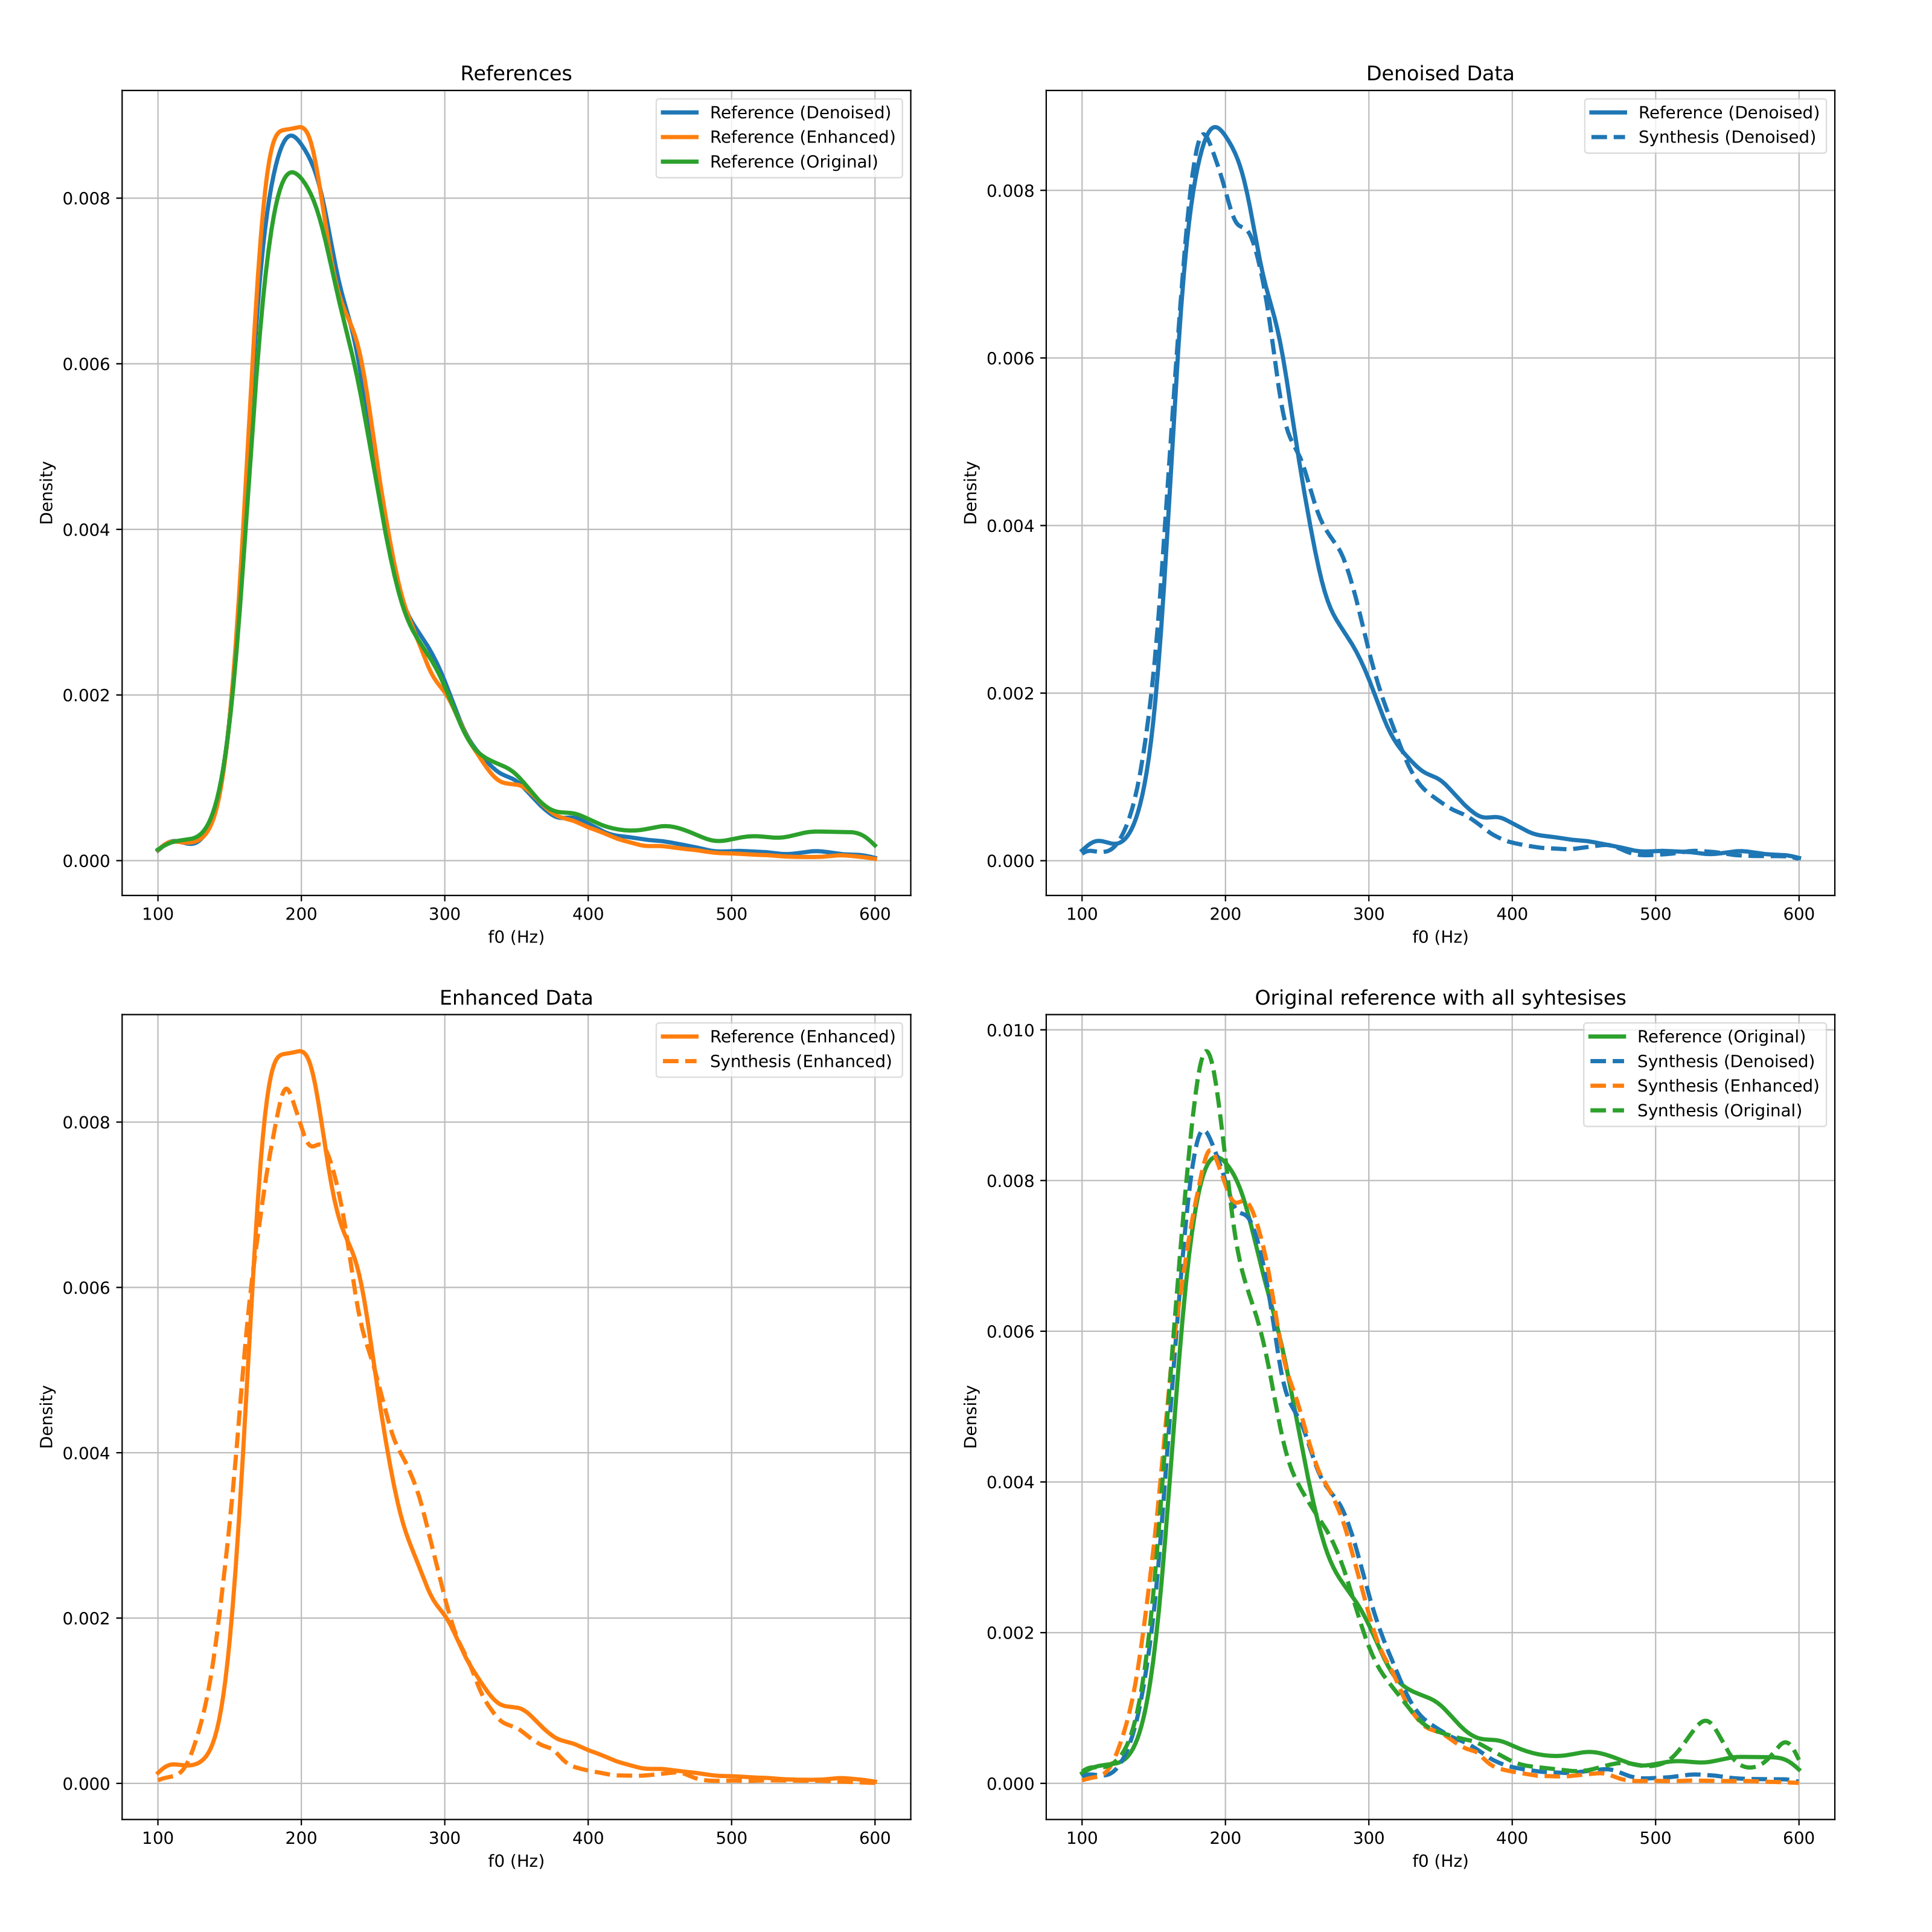 References
Reference (Denoised)
Reference (Enhanced)
Reference (Original)
0.008
0.006
0.004
0.002
0.000
Density
100 200 300 400 500 600
f0 (Hz)
Denoised Data
Reference (Denoised)
Synthesis (Denoised)
0.008
0.006
0.004
0.002
0.000
Density
100 200 300 400 500 600
f0 (Hz)
Enhanced Data
Reference (Enhanced)
Synthesis (Enhanced)
0.008
0.006
0.004
0.002
0.000
Density
100 200 300 400 500 600
f0 (Hz)
Original reference with all syhtesises
Reference (Original)
Synthesis (Denoised)
Synthesis (Enhanced)
Synthesis (Original)
0.010
0.008
0.006
0.004
0.002
0.000
Density
100 200 300 400 500 600
f0 (Hz)